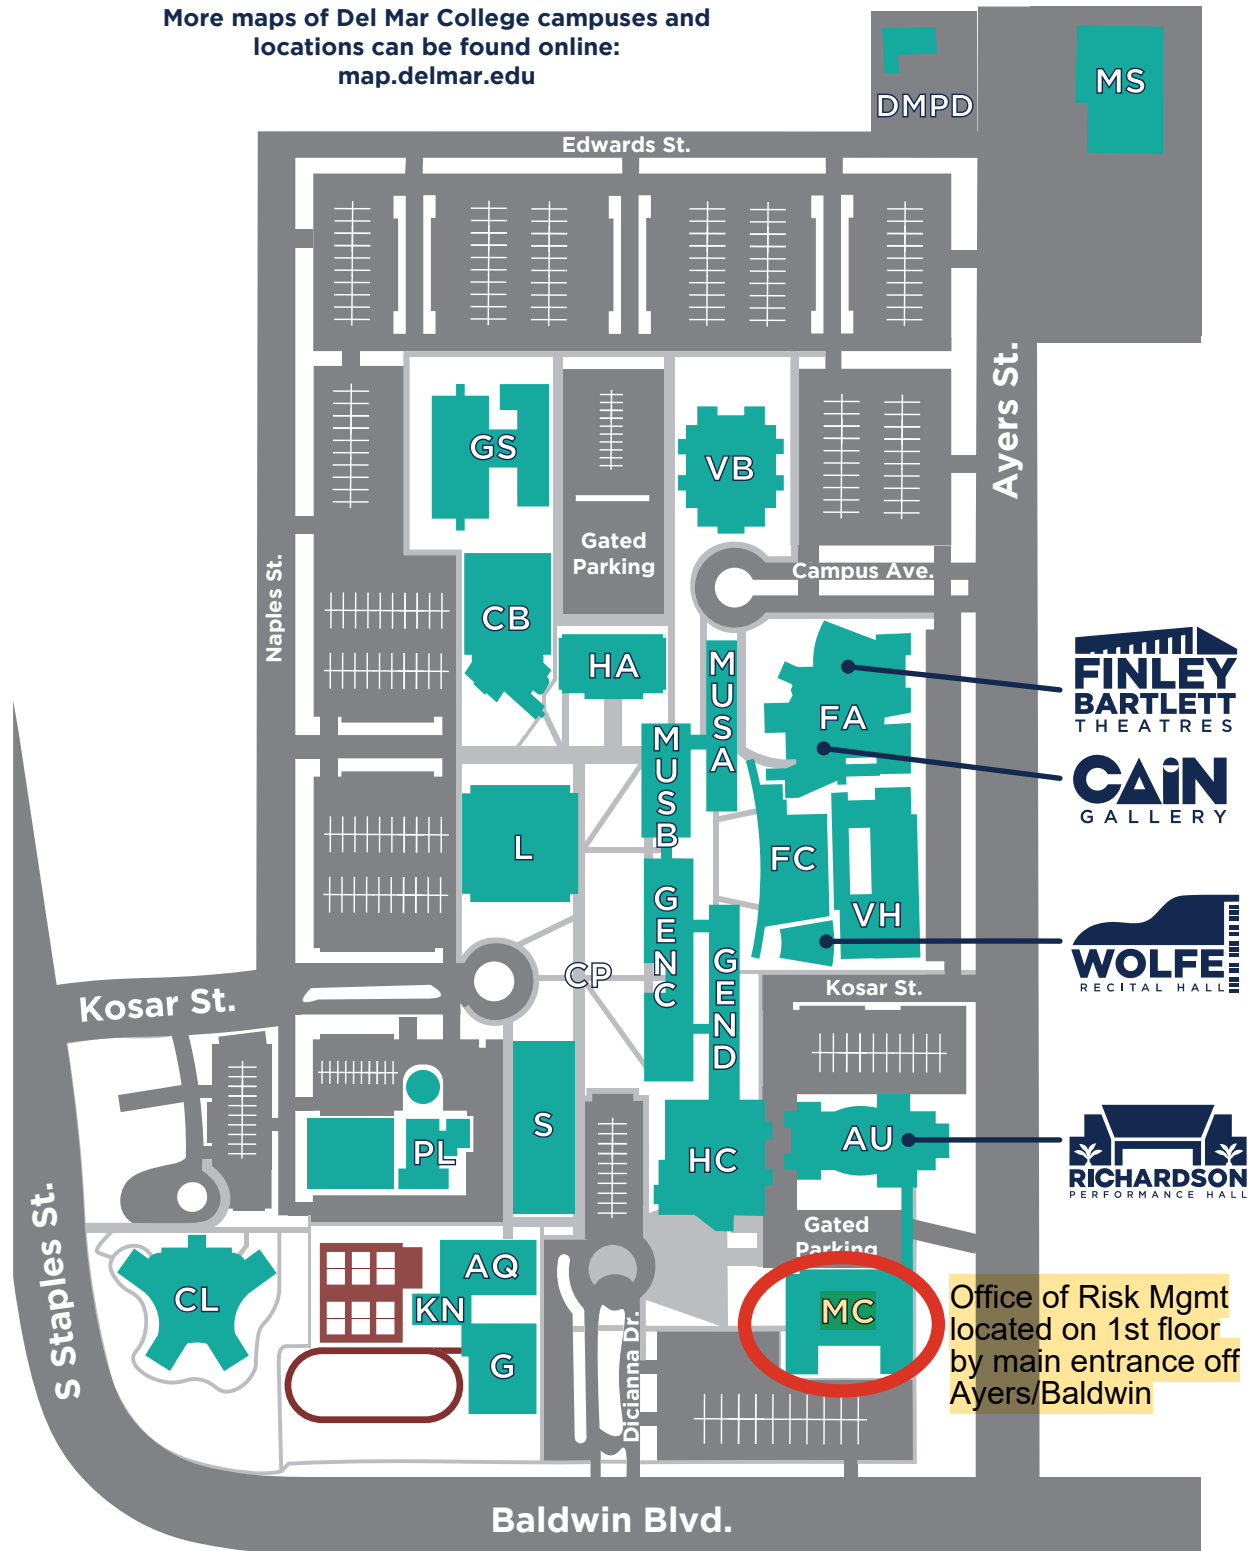 More maps of Del Mar College campuses and
locations can be found online:
map.delmar.edu
DMPD
MS
Edwards St.
Ayers St.
GS
VB
Gated
Parking
Naples St.
Campus Ave.
CB
HA
MUSA
FA
FINLEY
BARTLETT
THEATRES
MUSB
CAIN
GALLERY
L
FC
VH
GENC
GEND
CP
WOLFE
RECITAL HALL
Kosar St.
Kosar St.
S
PL
HC
AU
RICHARDSON
PERFORMANCE HALL
S Staples St.
Gated
Parking
AQ
CL
KN
MC
Office of Risk Mgmt
located on 1st floor
by main entrance off
Ayers/Baldwin
G
Dicianna Dr.
Baldwin Blvd.